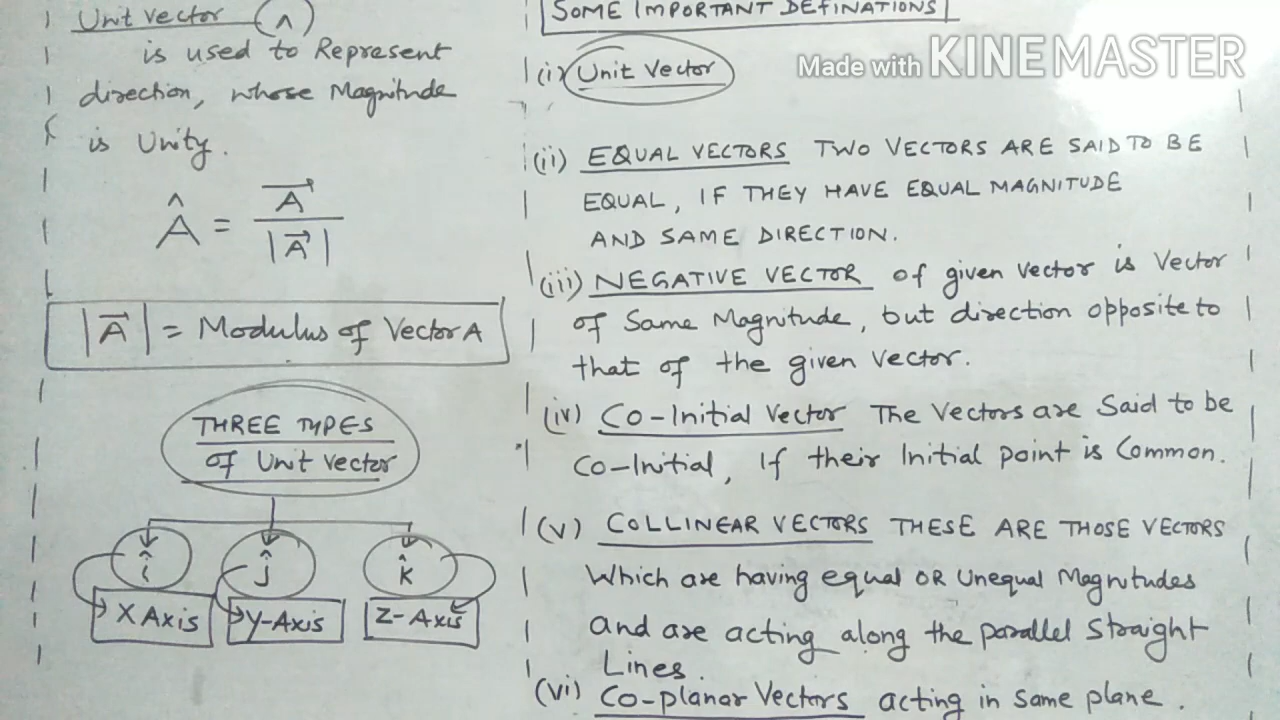 Unit Vector (^)
is used to Represent
direction, whose Magnitude
is Unity.
Â = A⃗ / |A⃗|
|A⃗| = Modulus of Vector A
THREE TYPES
of Unit vector
î ĵ k̂
X Axis Y-Axis Z-Axis
SOME IMPORTANT DEFINATIONS
Made with KINEMASTER
(i) Unit Vector
(ii) EQUAL VECTORS TWO VECTORS ARE SAID TO BE
EQUAL, IF THEY HAVE EQUAL MAGNITUDE
AND SAME DIRECTION.
(iii) NEGATIVE VECTOR of given vector is Vector
of Same Magnitude, but direction opposite to
that of the given vector.
(iv) Co-Initial Vector The Vectors are Said to be
Co-Initial, If their Initial point is Common.
(v) COLLINEAR VECTORS THESE ARE THOSE VECTORS
Which are having equal OR Unequal Magnitudes
and are acting along the parallel Straight
Lines.
(vi) Co-planar Vectors acting in same plane.